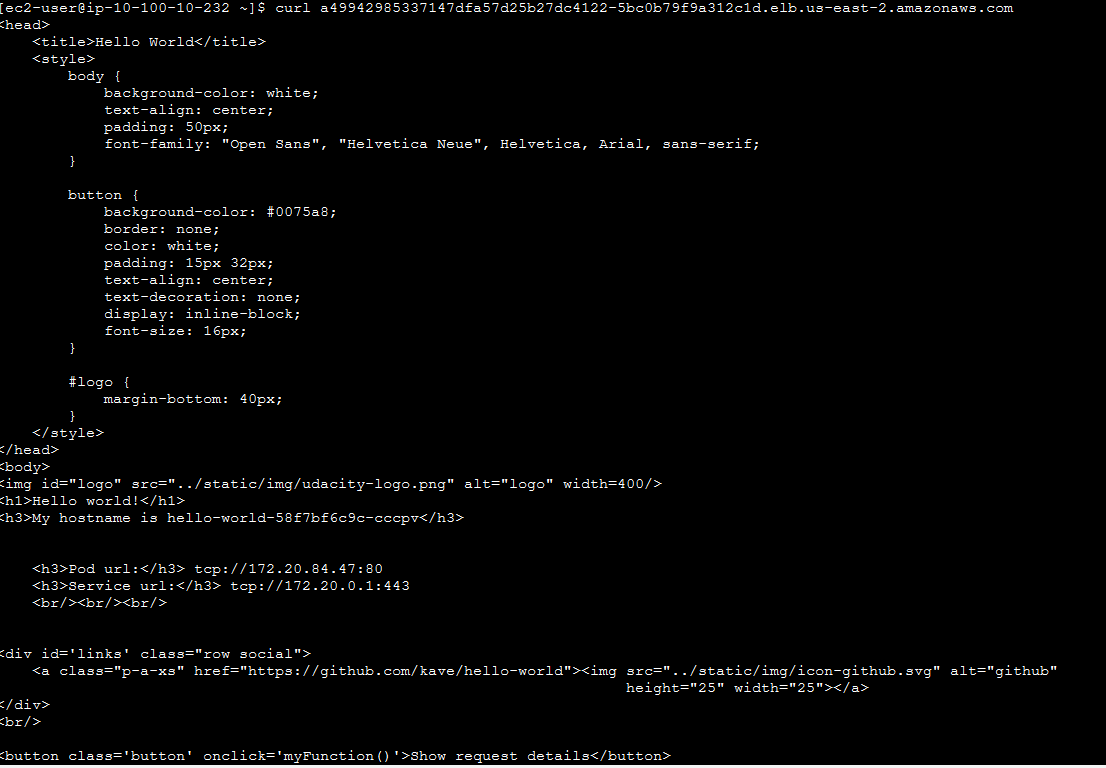 [ec2-user@ip-10-100-10-232 ~]$ curl a49942985337147dfa57d25b27dc4122-5bc0b79f9a312c1d.elb.us-east-2.amazonaws.com
<head>
    <title>Hello World</title>
    <style>
        body {
            background-color: white;
            text-align: center;
            padding: 50px;
            font-family: "Open Sans", "Helvetica Neue", Helvetica, Arial, sans-serif;
        }

        button {
            background-color: #0075a8;
            border: none;
            color: white;
            padding: 15px 32px;
            text-align: center;
            text-decoration: none;
            display: inline-block;
            font-size: 16px;
        }

        #logo {
            margin-bottom: 40px;
        }
    </style>
</head>
<body>
<img id="logo" src="../static/img/udacity-logo.png" alt="logo" width=400/>
<h1>Hello world!</h1>
<h3>My hostname is hello-world-58f7bf6c9c-cccpv</h3>


    <h3>Pod url:</h3> tcp://172.20.84.47:80
    <h3>Service url:</h3> tcp://172.20.0.1:443
    <br/><br/><br/>


<div id='links' class="row social">
    <a class="p-a-xs" href="https://github.com/kave/hello-world"><img src="../static/img/icon-github.svg" alt="github"
                                                                      height="25" width="25"></a>
</div>
<br/>

<button class='button' onclick='myFunction()'>Show request details</button>